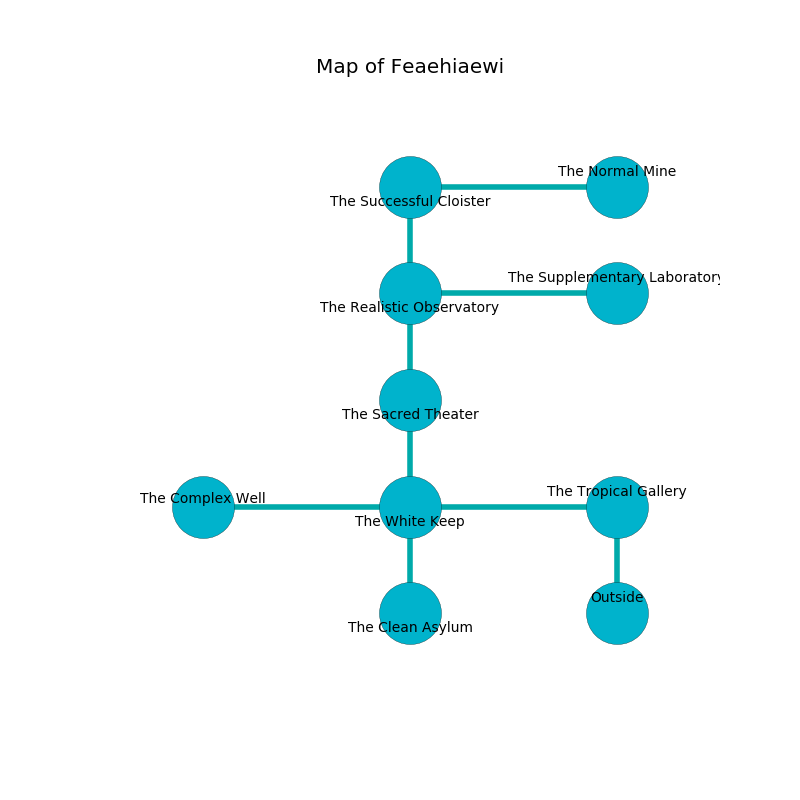 Map of Feaehiaewi
The Normal Mine
The Successful Cloister
The Supplementary Laboratory
The Realistic Observatory
The Sacred Theater
The Tropical Gallery
The Complex Well
The White Keep
Outside
The Clean Asylum